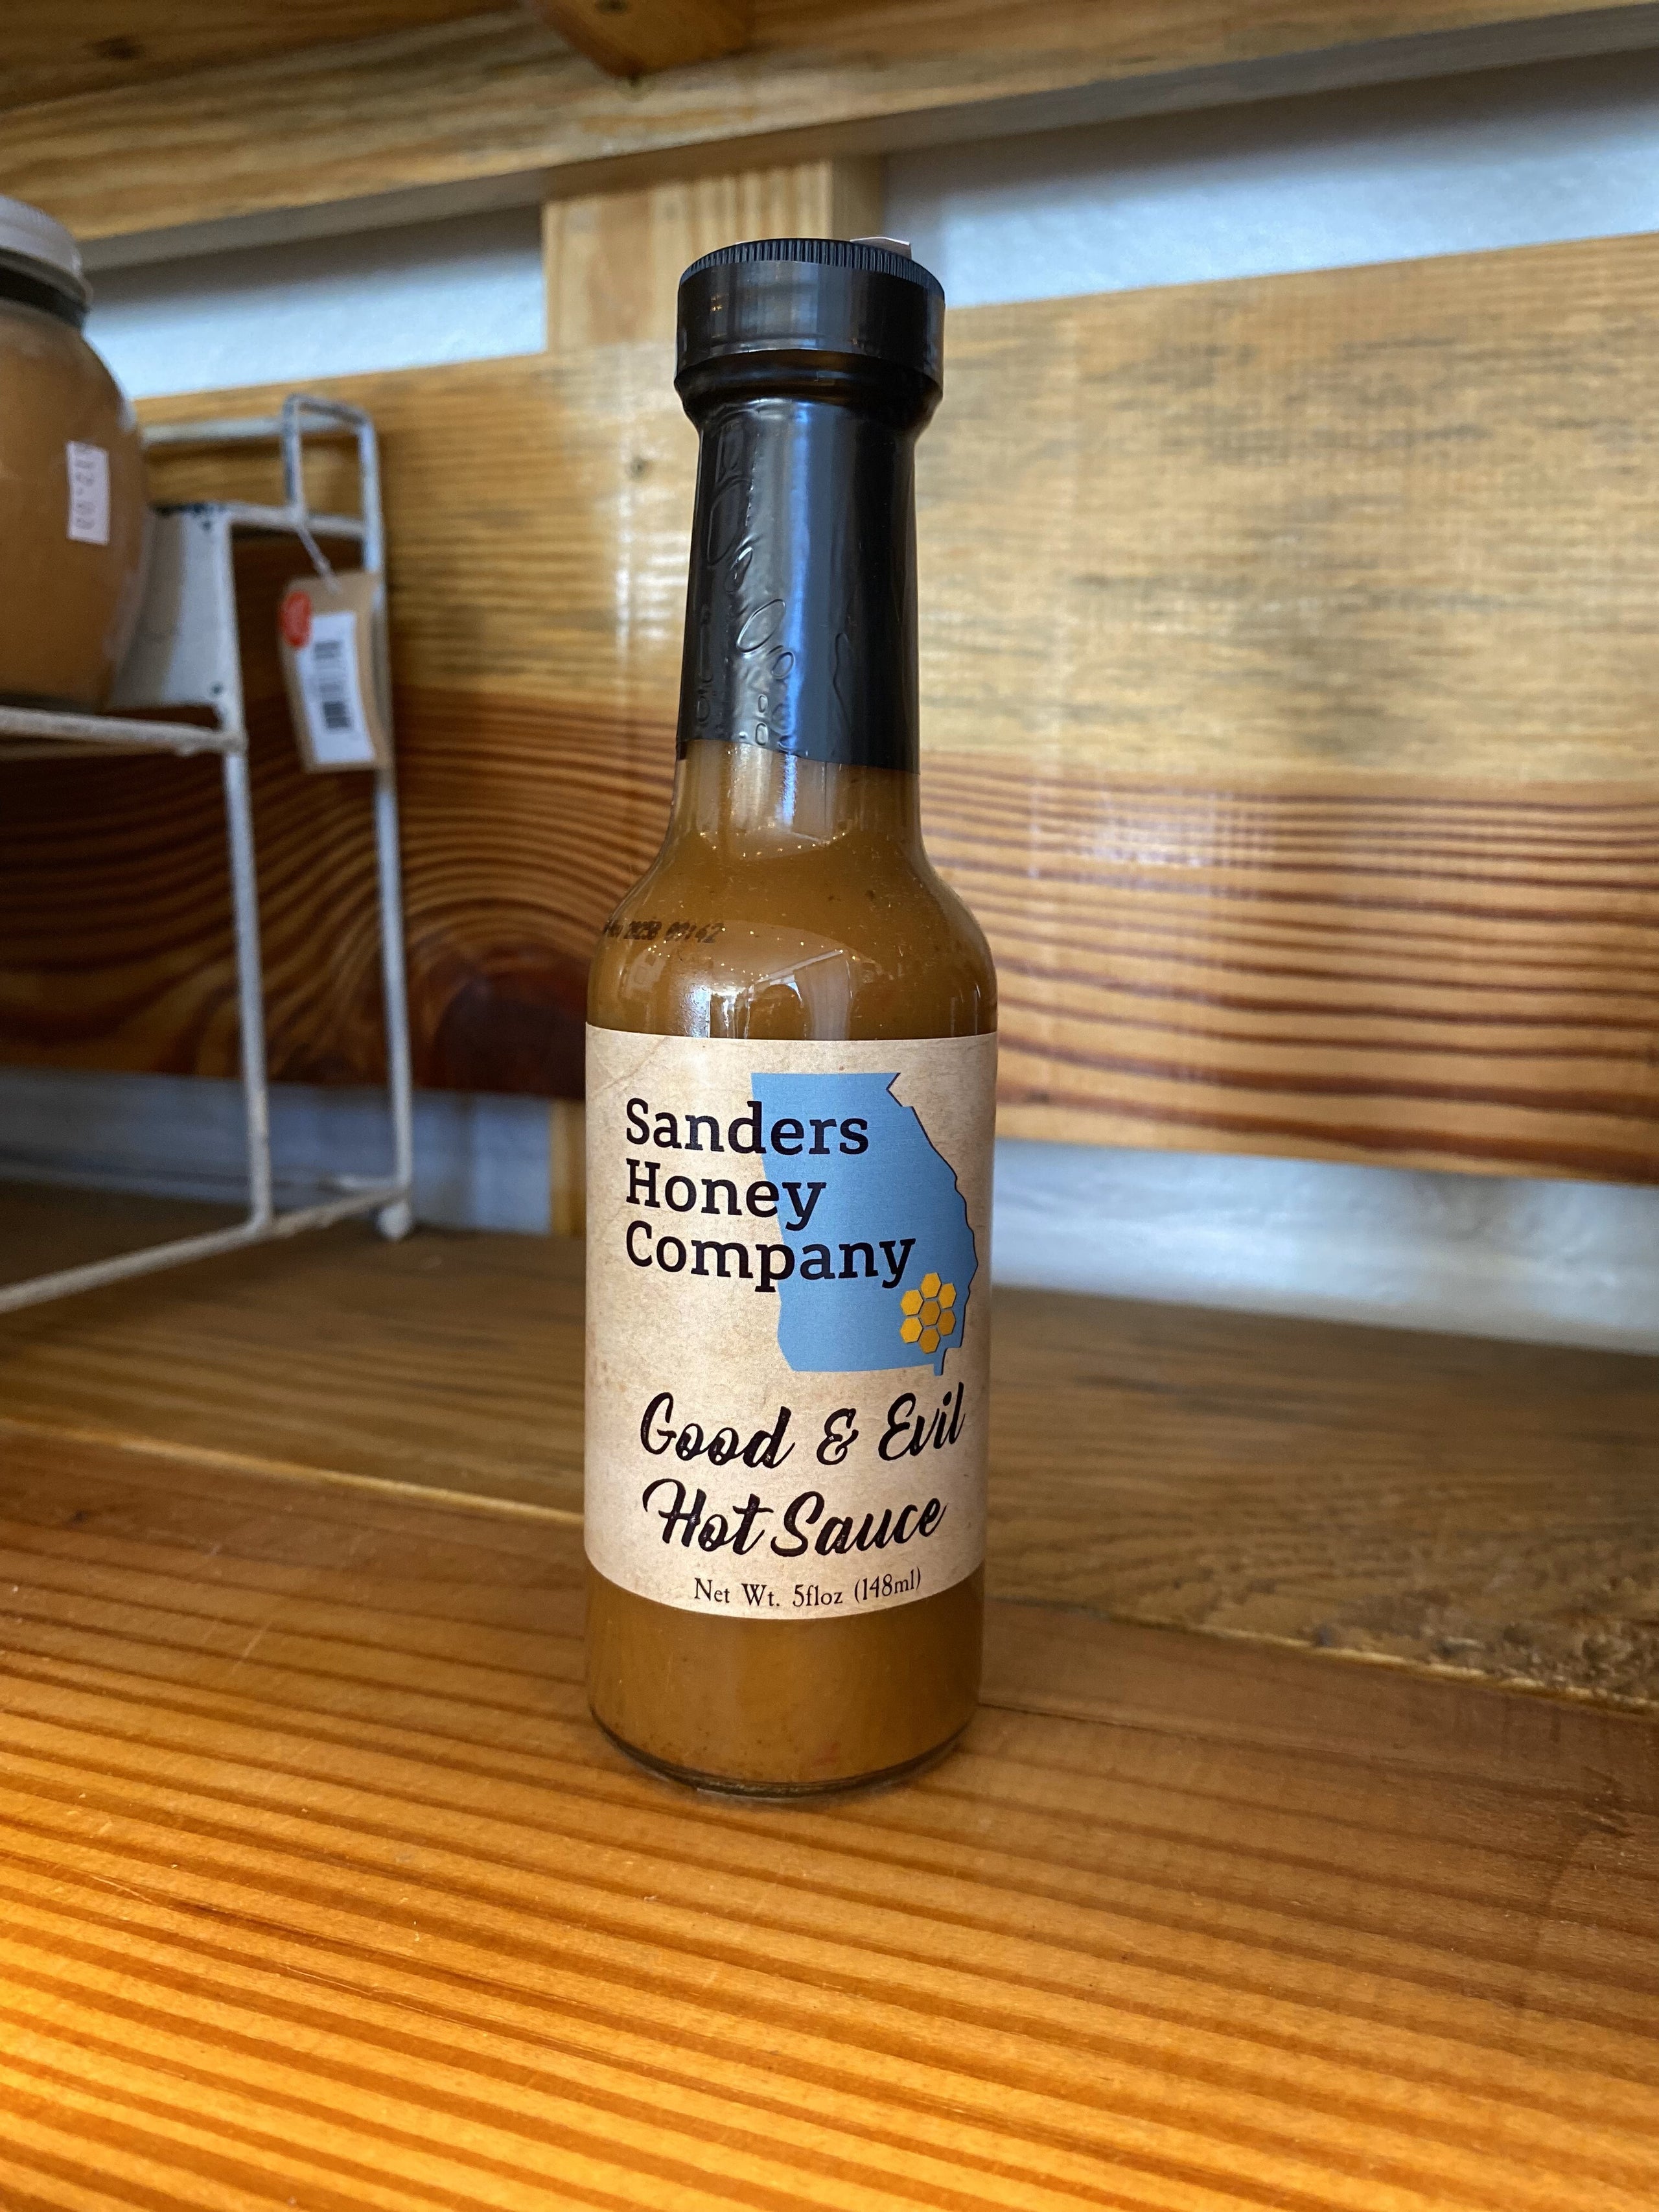 Sanders
Honey
Company
Good & Evil
Hot Sauce
Net Wt. 5floz (148ml)